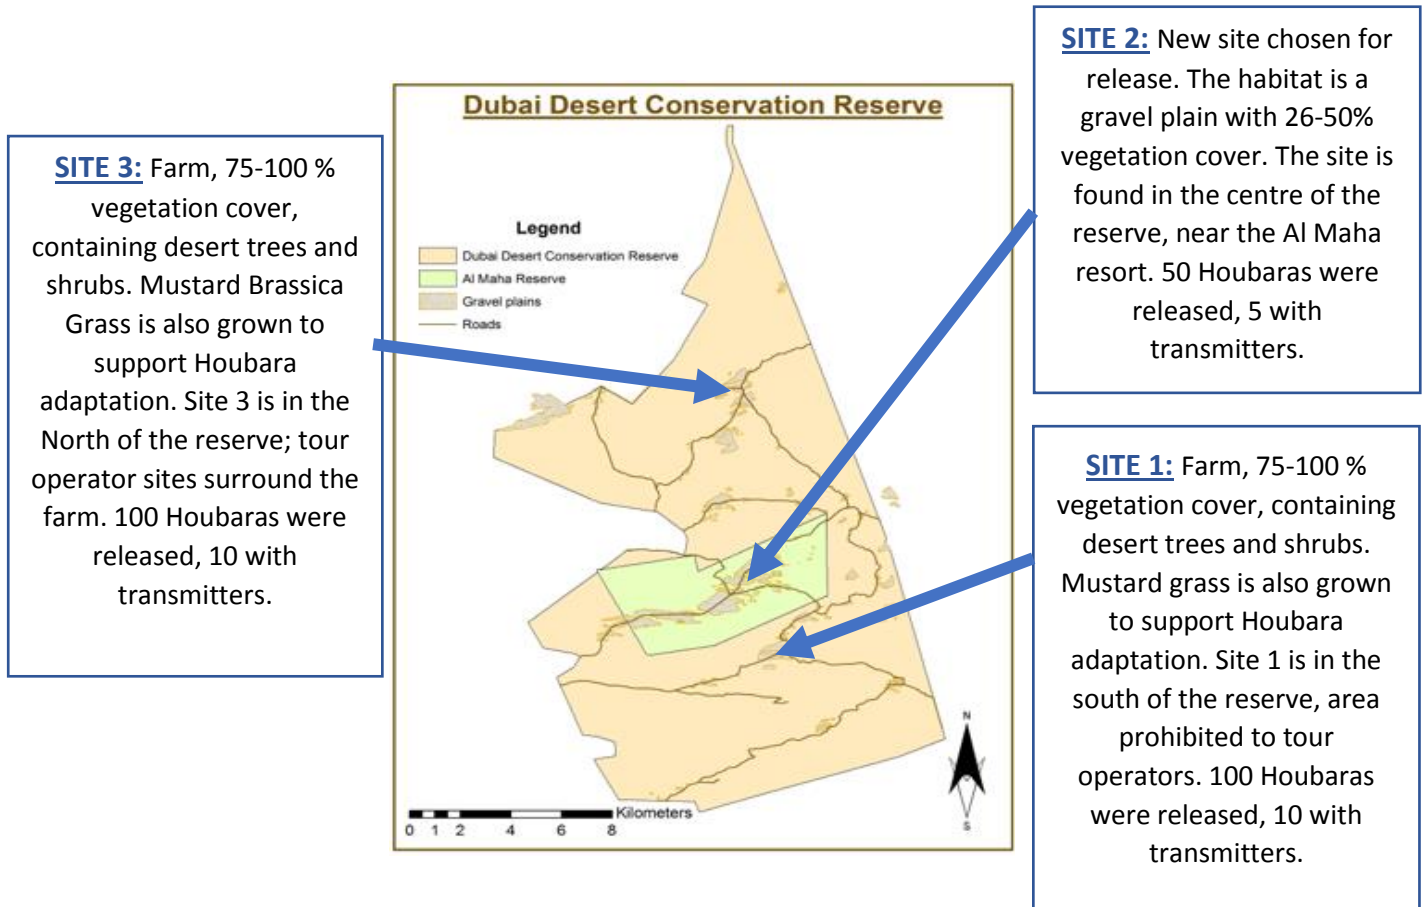 SITE 3: Farm, 75-100 %
vegetation cover,
containing desert trees and
shrubs. Mustard Brassica
Grass is also grown to
support Houbara
adaptation. Site 3 is in the
North of the reserve; tour
operator sites surround the
farm. 100 Houbaras were
released, 10 with
transmitters.
Dubai Desert Conservation Reserve
Legend
Dubai Desert Conservation Reserve
Al Maha Reserve
Gravel plains
Roads
N
S
Kilometers
0 1 2 4 6 8
SITE 2: New site chosen for
release. The habitat is a
gravel plain with 26-50%
vegetation cover. The site is
found in the centre of the
reserve, near the Al Maha
resort. 50 Houbaras were
released, 5 with
transmitters.
SITE 1: Farm, 75-100 %
vegetation cover, containing
desert trees and shrubs.
Mustard grass is also grown
to support Houbara
adaptation. Site 1 is in the
south of the reserve, area
prohibited to tour
operators. 100 Houbaras
were released, 10 with
transmitters.